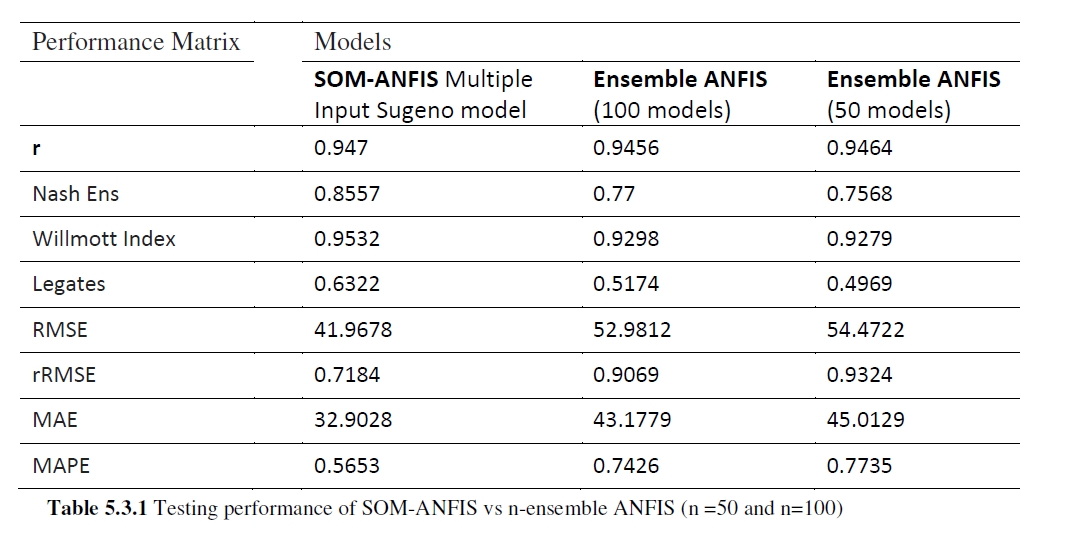 Performance Matrix Models
SOM-ANFIS Multiple Ensemble ANFIS Ensemble ANFIS
Input Sugeno model (100 models) (50 models)
r 0.947 0.9456 0.9464
Nash Ens 0.8557 0.77 0.7568
Willmott Index 0.9532 0.9298 0.9279
Legates 0.6322 0.5174 0.4969
RMSE 41.9678 52.9812 54.4722
rRMSE 0.7184 0.9069 0.9324
MAE 32.9028 43.1779 45.0129
MAPE 0.5653 0.7426 0.7735
Table 5.3.1 Testing performance of SOM-ANFIS vs n-ensemble ANFIS (n =50 and n=100)